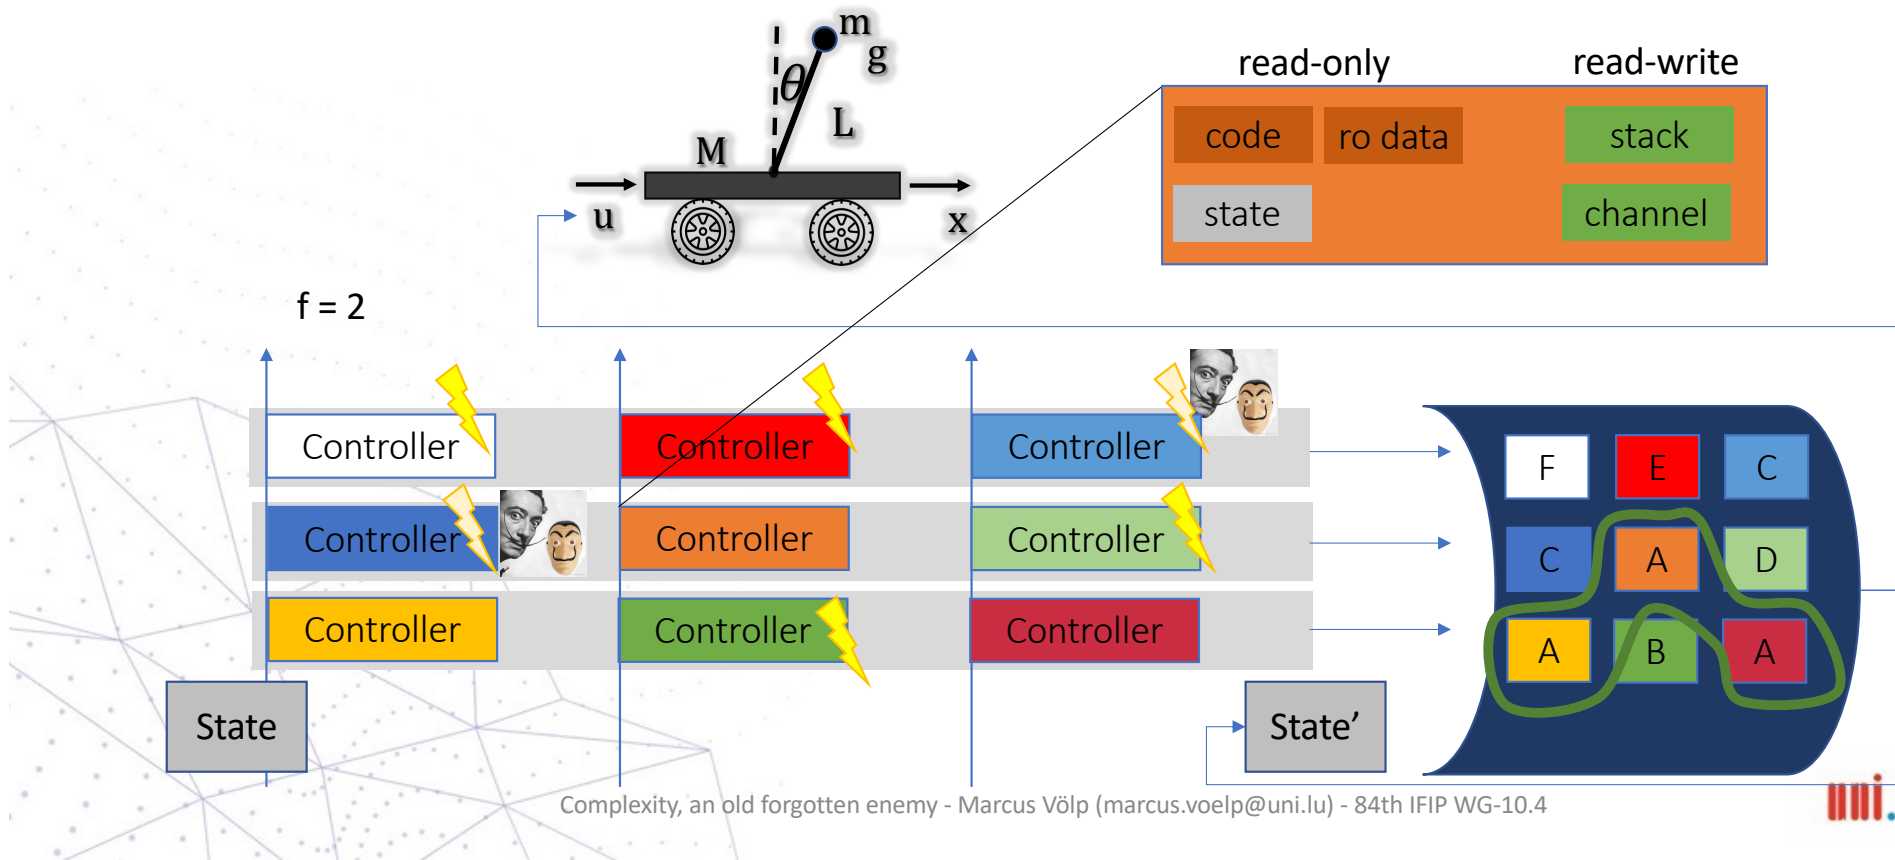 m
g
θ
L
M
u
x
read-only
read-write
code
ro data
stack
state
channel
f = 2
Controller
Controller
Controller
Controller
Controller
Controller
Controller
Controller
Controller
F
E
C
C
A
D
A
B
A
State
State’
Complexity, an old forgotten enemy - Marcus Völp (marcus.voelp@uni.lu) - 84th IFIP WG-10.4
uni.